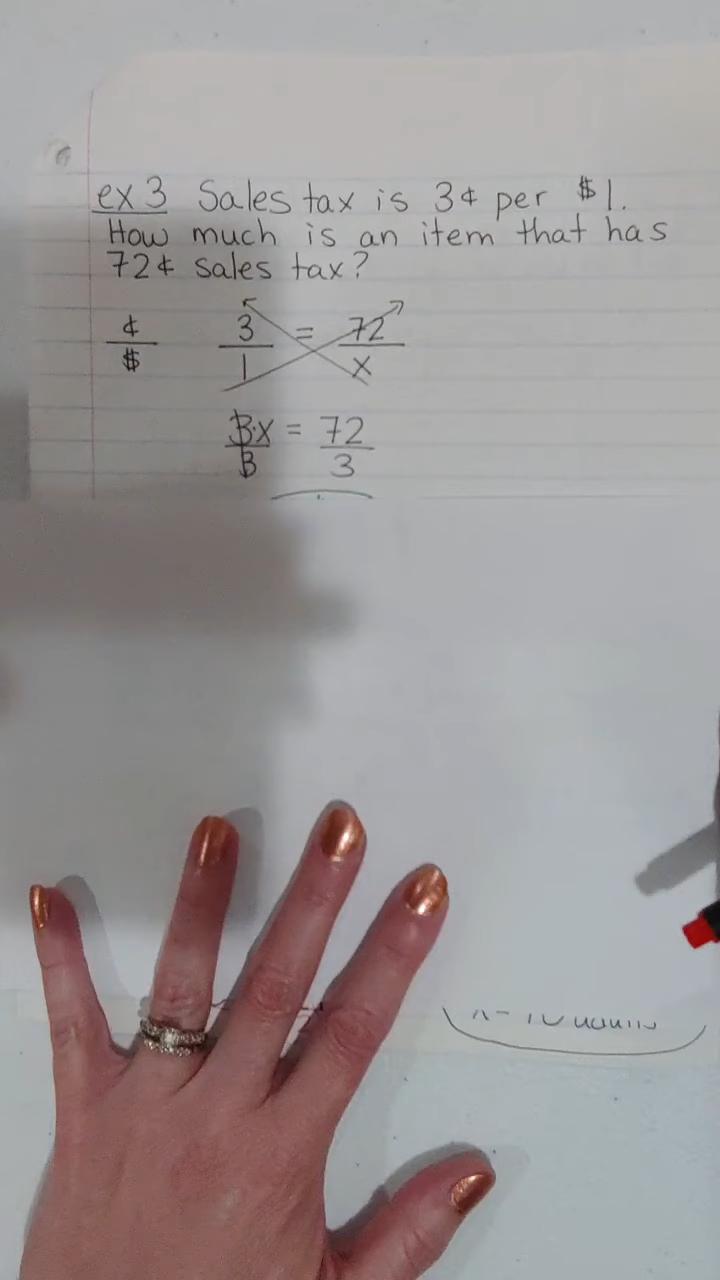 ex 3 Sales tax is 3¢ per $1.
How much is an item that has
72¢ sales tax?
¢/$ 3/1 = 72/x
3·x/3 = 72/3